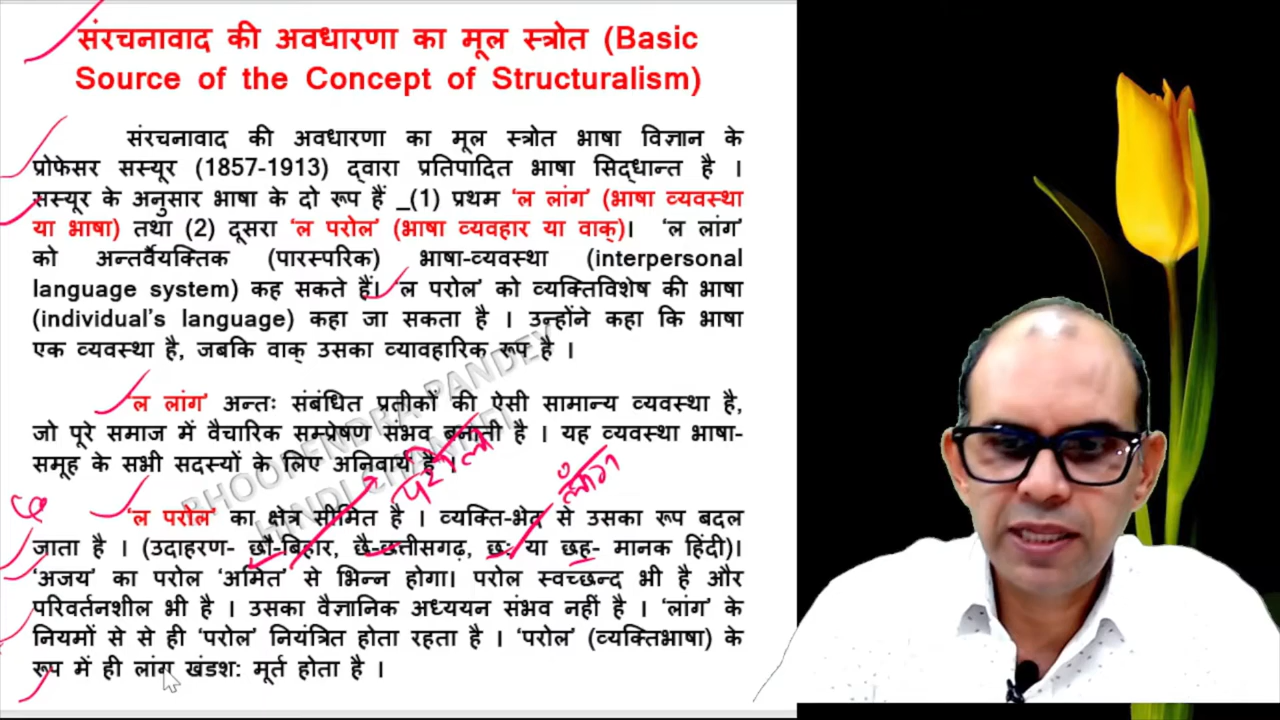 संरचनावाद की अवधारणा का मूल स्त्रोत (Basic
Source of the Concept of Structuralism)
संरचनावाद की अवधारणा का मूल स्त्रोत भाषा विज्ञान के
प्रोफेसर सस्यूर (1857-1913) द्वारा प्रतिपादित भाषा सिद्धान्त है ।
सस्यूर के अनुसार भाषा के दो रूप हैं _(1) प्रथम ‘ल लांग’ (भाषा व्यवस्था
या भाषा) तथा (2) दूसरा ‘ल परोल’ (भाषा व्यवहार या वाक्)। ‘ल लांग’
को अन्तर्वैयक्तिक (पारस्परिक) भाषा-व्यवस्था (interpersonal
language system) कह सकते हैं। ‘ल परोल’ को व्यक्तिविशेष की भाषा
(individual’s language) कहा जा सकता है । उन्होंने कहा कि भाषा
एक व्यवस्था है, जबकि वाक् उसका व्यावहारिक रूप है ।
‘ल लांग’ अन्तः संबंधित प्रतीकों की ऐसी सामान्य व्यवस्था है,
जो पूरे समाज में वैचारिक सम्प्रेषण संभव बनाती है । यह व्यवस्था भाषा-
समूह के सभी सदस्यों के लिए अनिवार्य है ।
BHOOPENDRA PANDEY
HINDI
लांग
‘ल परोल’ का क्षेत्र सीमित है । व्यक्ति-भेद से उसका रूप बदल
जाता है । (उदाहरण- छौ-बिहार, छै-छत्तीसगढ़, छः या छह- मानक हिंदी)।
‘अजय’ का परोल ‘अमित’ से भिन्न होगा। परोल स्वच्छन्द भी है और
परिवर्तनशील भी है । उसका वैज्ञानिक अध्ययन संभव नहीं है । ‘लांग’ के
नियमों से से ही ‘परोल’ नियंत्रित होता रहता है । ‘परोल’ (व्यक्तिभाषा) के
रूप में ही लांग खंडश: मूर्त होता है ।